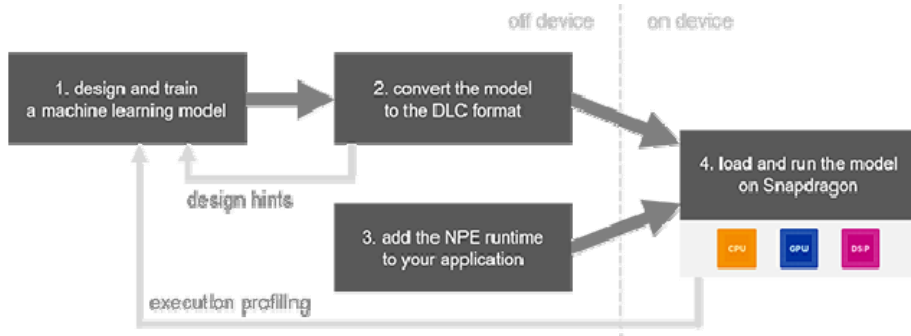 off device
on device
1. design and train
a machine learning model
2. convert the model
to the DLC format
4. load and run the model
on Snapdragon
design hints
3. add the NPE runtime
to your application
CPU
GPU
DSP
execution profiling